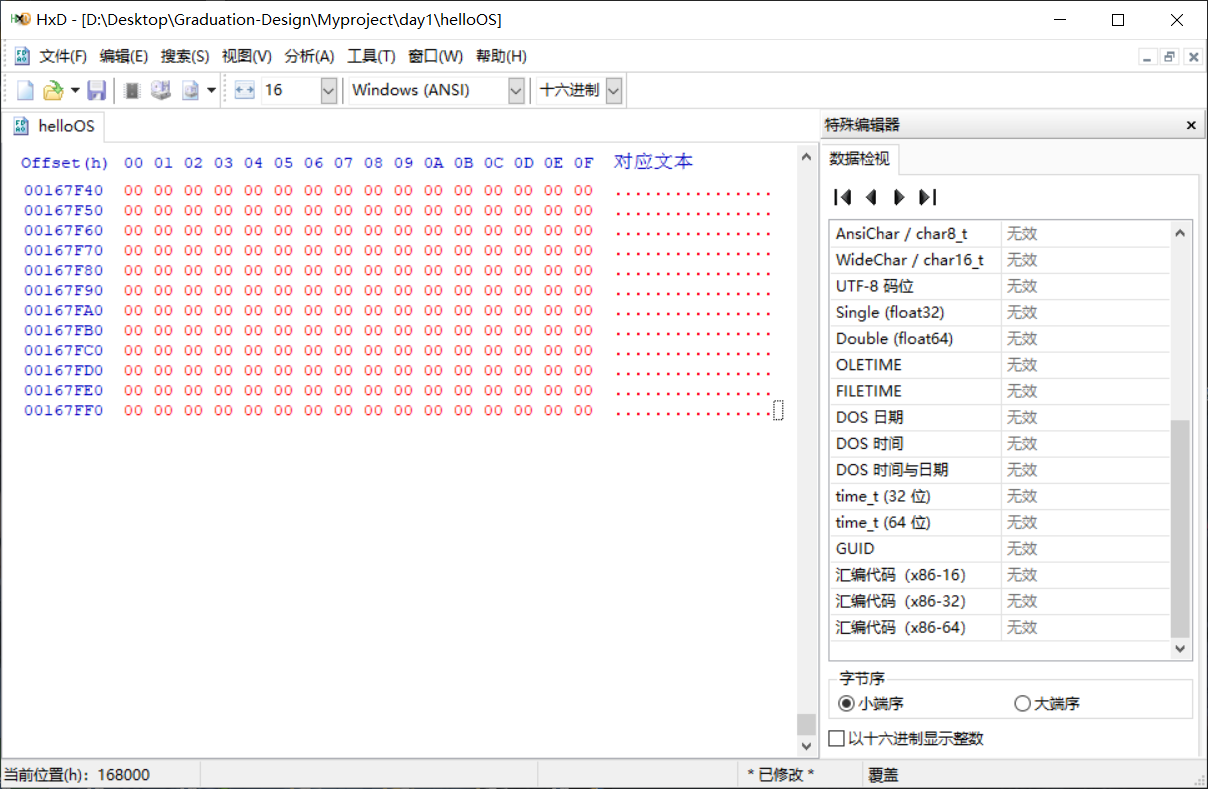 HxD - [D:\Desktop\Graduation-Design\Myproject\day1\helloOS]
文件(F) 编辑(E) 搜索(S) 视图(V) 分析(A) 工具(T) 窗口(W) 帮助(H)
16 Windows (ANSI) 十六进制
helloOS
Offset(h) 00 01 02 03 04 05 06 07 08 09 0A 0B 0C 0D 0E 0F 对应文本
00167F40 00 00 00 00 00 00 00 00 00 00 00 00 00 00 00 00 ................
00167F50 00 00 00 00 00 00 00 00 00 00 00 00 00 00 00 00 ................
00167F60 00 00 00 00 00 00 00 00 00 00 00 00 00 00 00 00 ................
00167F70 00 00 00 00 00 00 00 00 00 00 00 00 00 00 00 00 ................
00167F80 00 00 00 00 00 00 00 00 00 00 00 00 00 00 00 00 ................
00167F90 00 00 00 00 00 00 00 00 00 00 00 00 00 00 00 00 ................
00167FA0 00 00 00 00 00 00 00 00 00 00 00 00 00 00 00 00 ................
00167FB0 00 00 00 00 00 00 00 00 00 00 00 00 00 00 00 00 ................
00167FC0 00 00 00 00 00 00 00 00 00 00 00 00 00 00 00 00 ................
00167FD0 00 00 00 00 00 00 00 00 00 00 00 00 00 00 00 00 ................
00167FE0 00 00 00 00 00 00 00 00 00 00 00 00 00 00 00 00 ................
00167FF0 00 00 00 00 00 00 00 00 00 00 00 00 00 00 00 00 ................
特殊编辑器
数据检视
AnsiChar / char8_t 无效
WideChar / char16_t 无效
UTF-8 码位 无效
Single (float32) 无效
Double (float64) 无效
OLETIME 无效
FILETIME 无效
DOS 日期 无效
DOS 时间 无效
DOS 时间与日期 无效
time_t (32 位) 无效
time_t (64 位) 无效
GUID 无效
汇编代码 (x86-16) 无效
汇编代码 (x86-32) 无效
汇编代码 (x86-64) 无效
字节序
小端序 大端序
以十六进制显示整数
当前位置(h): 168000 * 已修改 * 覆盖